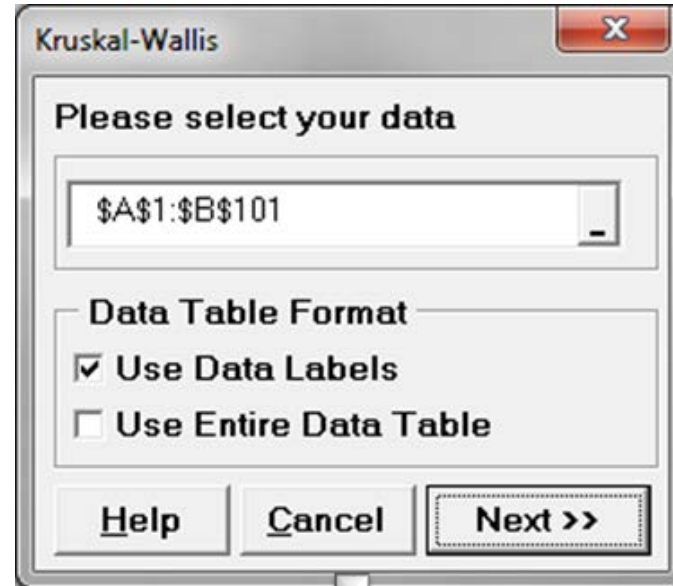 Kruskal-Wallis
X
Please select your data
$A$1:$B$101
Data Table Format
Use Data Labels
Use Entire Data Table
Help Cancel Next >>